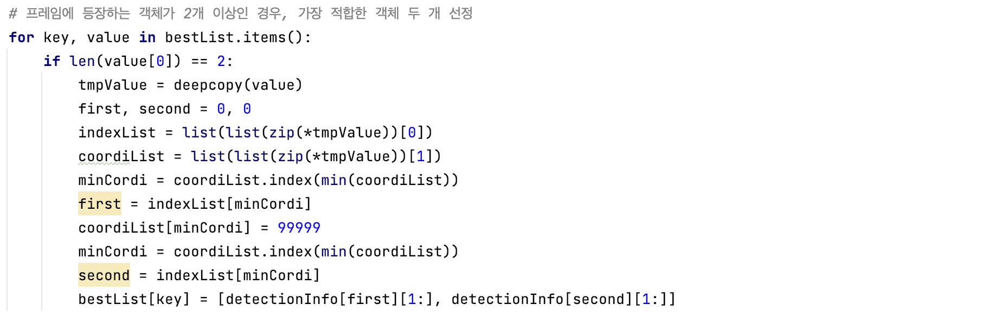 # 프레임에 등장하는 객체가 2개 이상인 경우, 가장 적합한 객체 두 개 선정
for key, value in bestList.items():
    if len(value[0]) == 2:
        tmpValue = deepcopy(value)
        first, second = 0, 0
        indexList = list(list(zip(*tmpValue))[0])
        coordiList = list(list(zip(*tmpValue))[1])
        minCordi = coordiList.index(min(coordiList))
        first = indexList[minCordi]
        coordiList[minCordi] = 99999
        minCordi = coordiList.index(min(coordiList))
        second = indexList[minCordi]
        bestList[key] = [detectionInfo[first][1:], detectionInfo[second][1:]]